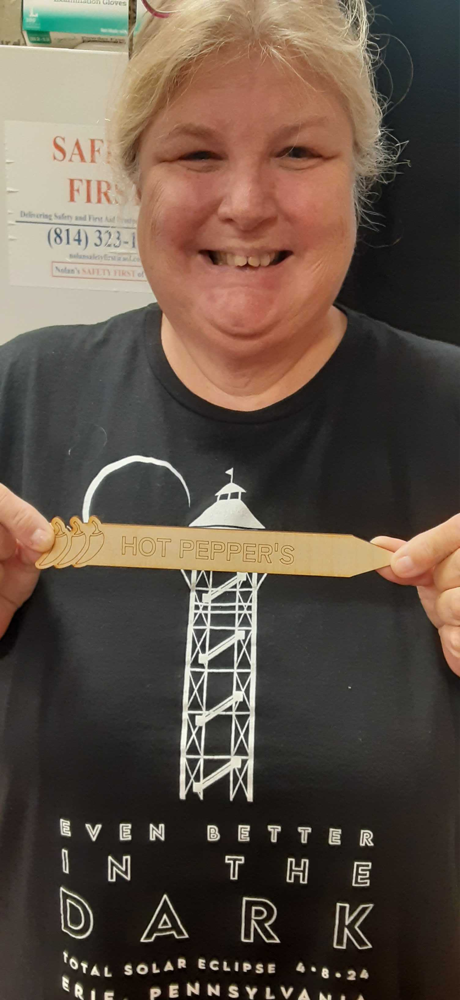 Examination Gloves
L
SAF
FIRS
Delivering Safety and First Aid
(814) 323-1
Nolan's SAFETY FIRST of
HOT PEPPER'S
EVEN BETTER
IN THE
DARK
TOTAL SOLAR ECLIPSE 4•8•24
ERIE, PENNSYLVANIA